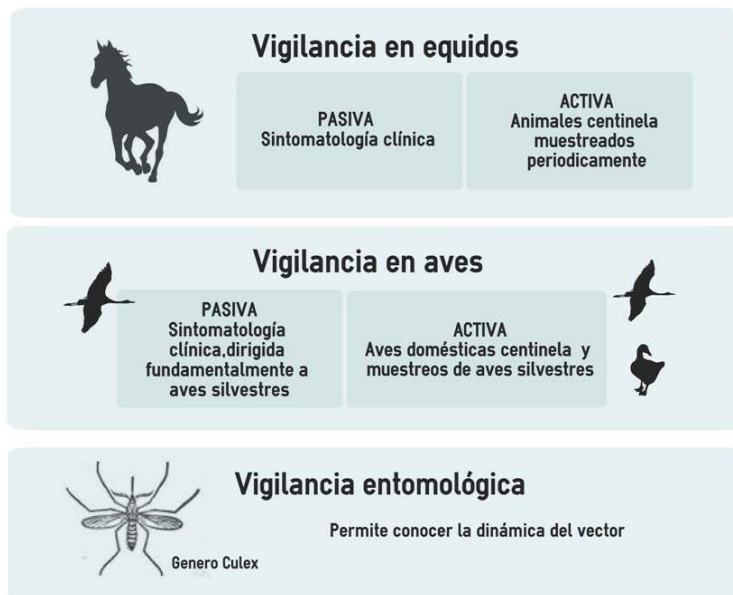 Vigilancia en equidos
PASIVA
Sintomatología clínica
ACTIVA
Animales centinela
muestreados
periodicamente
Vigilancia en aves
PASIVA
Sintomatología
clínica,dirigida
fundamentalmente a
aves silvestres
ACTIVA
Aves domésticas centinela y
muestreos de aves silvestres
Vigilancia entomológica
Permite conocer la dinámica del vector
Genero Culex